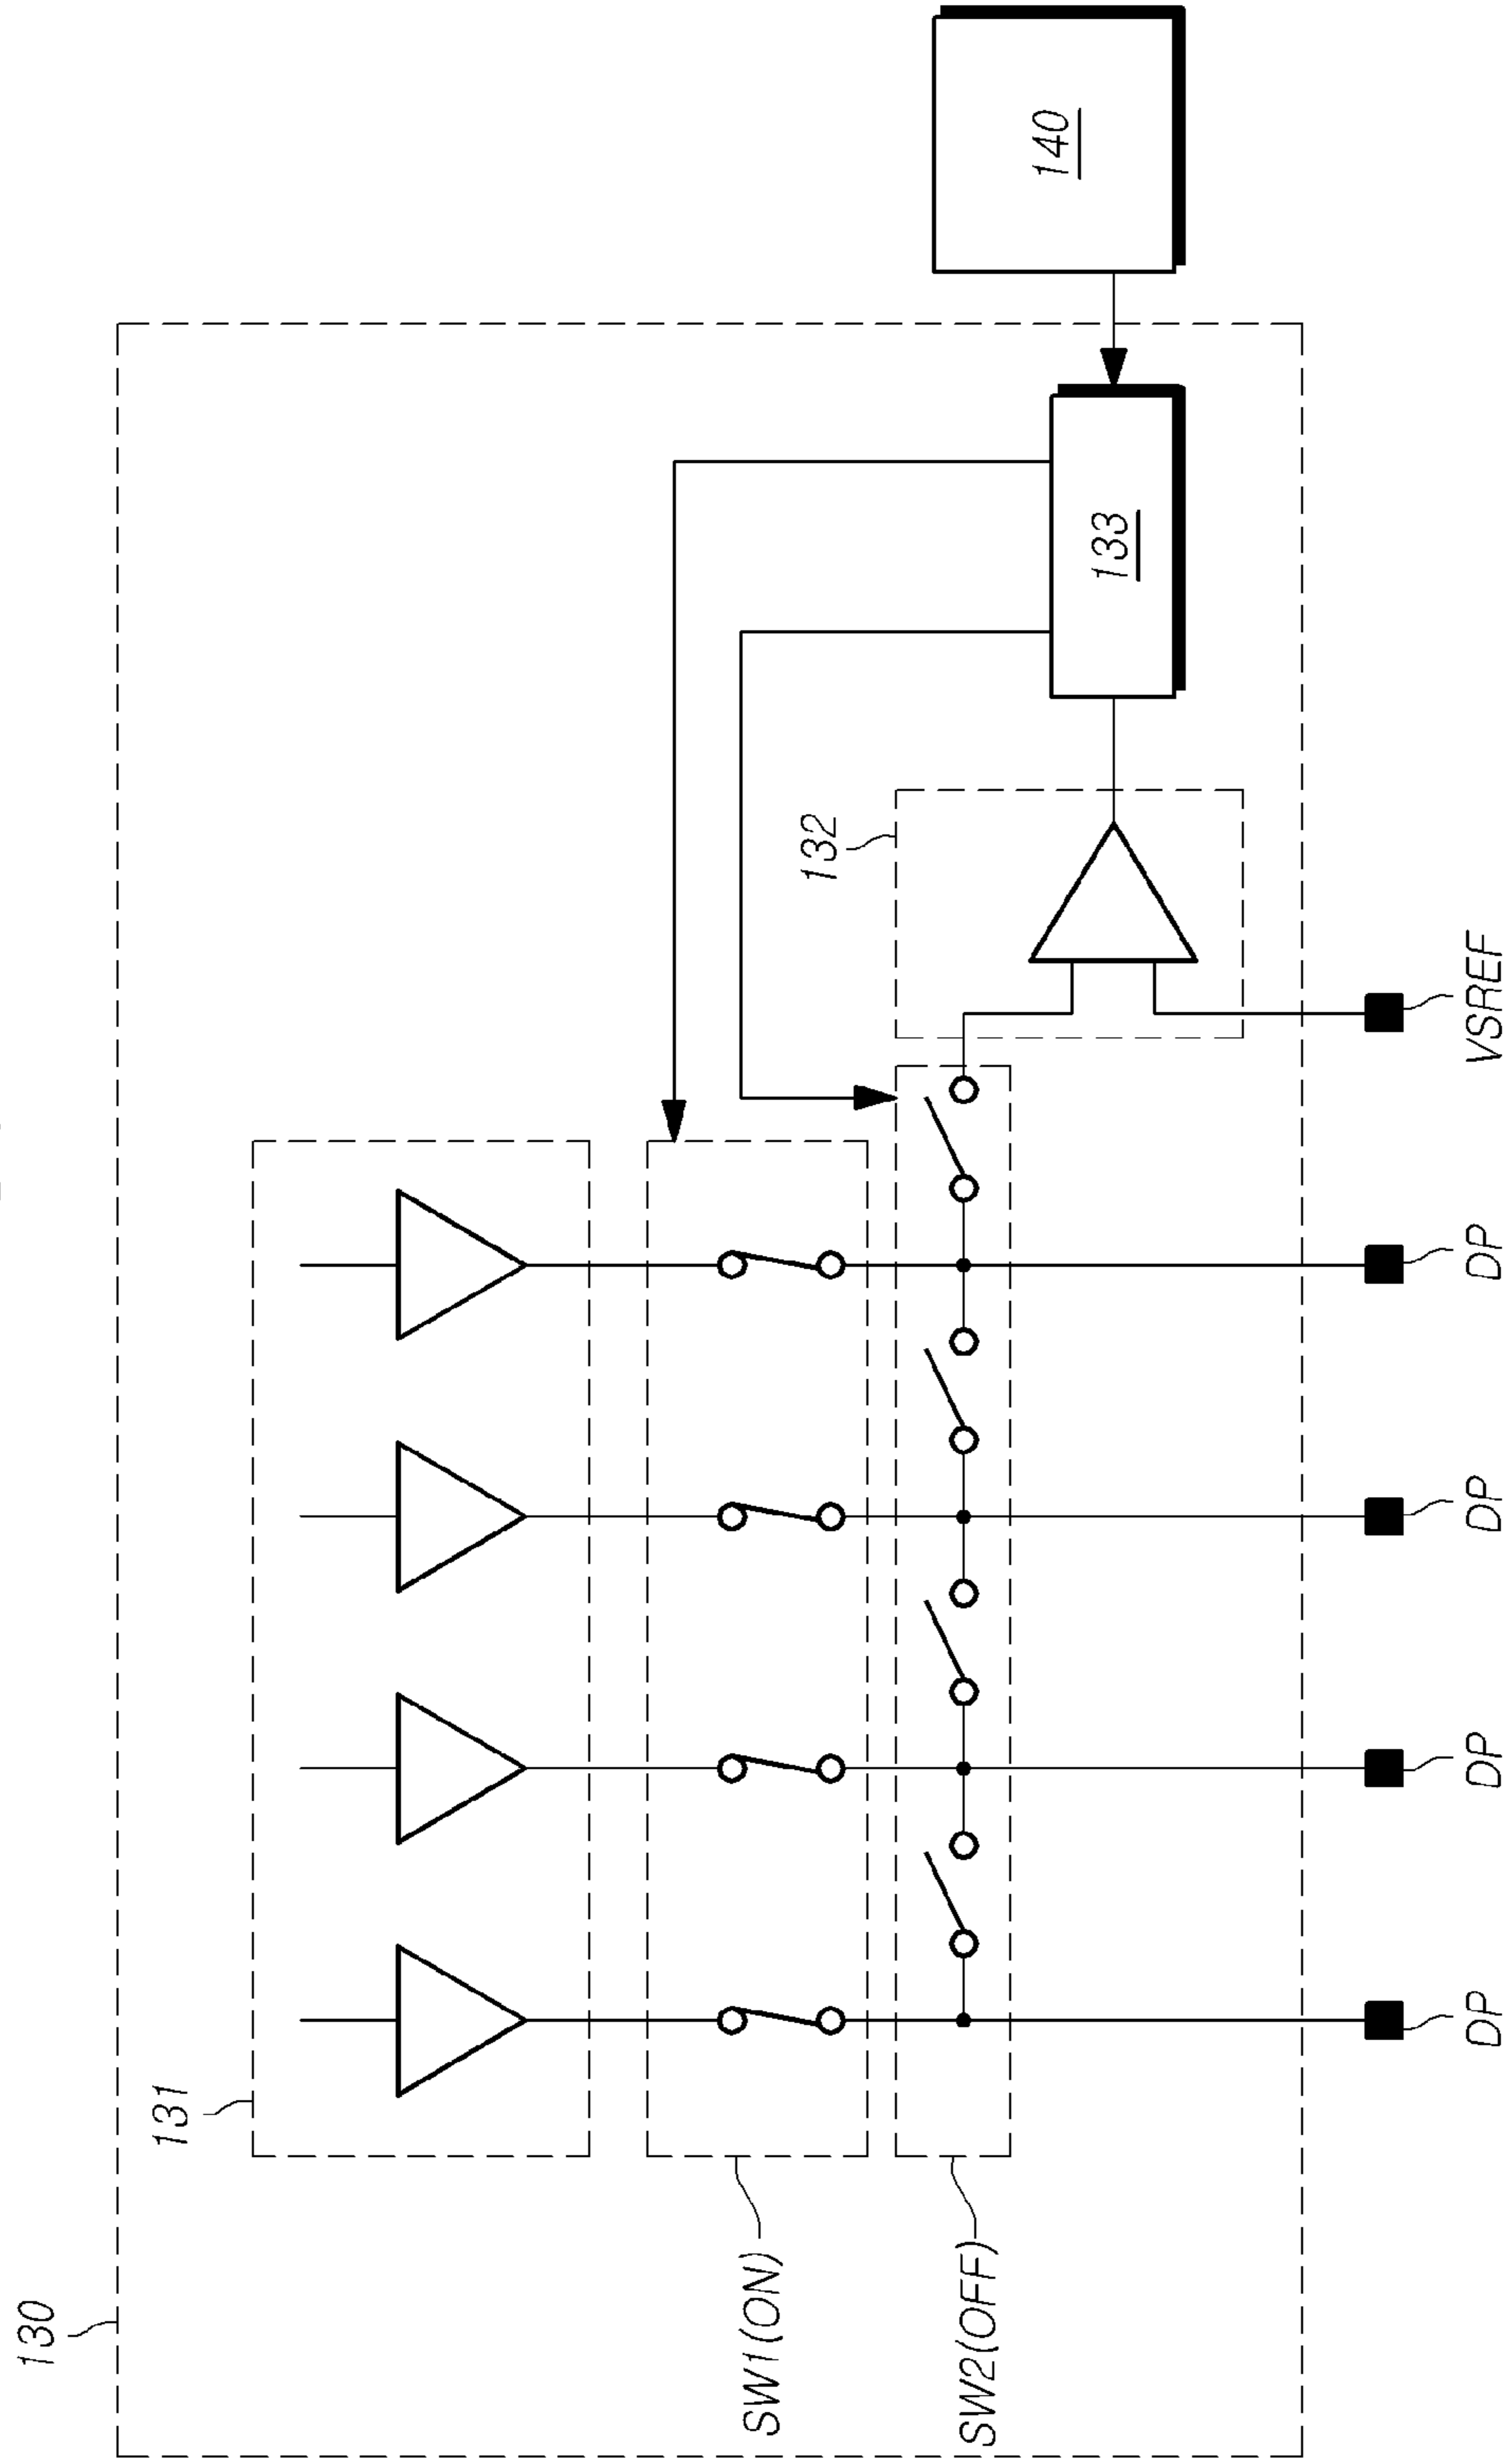 130
131
SW1(ON)
SW2(OFF)
132
133
140
DP
DP
DP
DP
VSREF